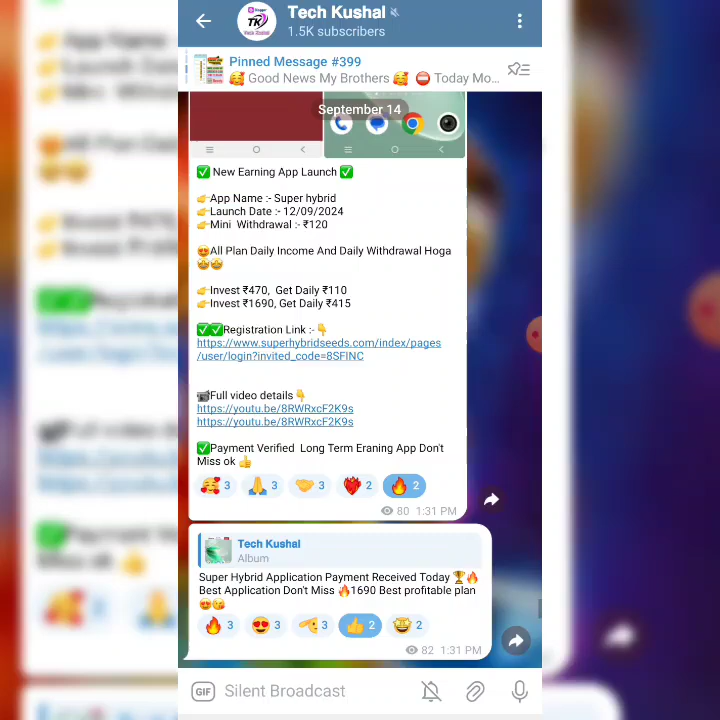 Tech Kushal
1.5K subscribers
Pinned Message #399
🥰 Good News My Brothers 🥰 ⛔ Today Mo...
September 14
✅ New Earning App Launch ✅
👉App Name :- Super hybrid
👉Launch Date :- 12/09/2024
👉Mini Withdrawal :- ₹120
😍All Plan Daily Income And Daily Withdrawal Hoga
🤩🤩
👉Invest ₹470, Get Daily ₹110
👉Invest ₹1690, Get Daily ₹415
✅✅Registration Link :-👇
https://www.superhybridseeds.com/index/pages
/user/login?invited_code=8SFINC
📹Full video details👇
https://youtu.be/8RWRxcF2K9s
https://youtu.be/8RWRxcF2K9s
✅Payment Verified Long Term Eraning App Don't
Miss ok 👍
🥰 3 🙏 3 🤝 3 ❤️‍🔥 2 🔥 2
80 1:31 PM
Tech Kushal
Album
Super Hybrid Application Payment Received Today 🏆🔥
Best Application Don't Miss 🔥1690 Best profitable plan
😍😘
🔥 3 😍 3 3 👍 2 🤩 2
82 1:31 PM
GIF Silent Broadcast